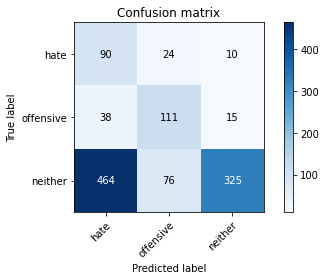 Confusion matrix
hate 90 24 10
offensive 38 111 15
neither 464 76 325
hate offensive neither
True label
Predicted label
400
300
200
100